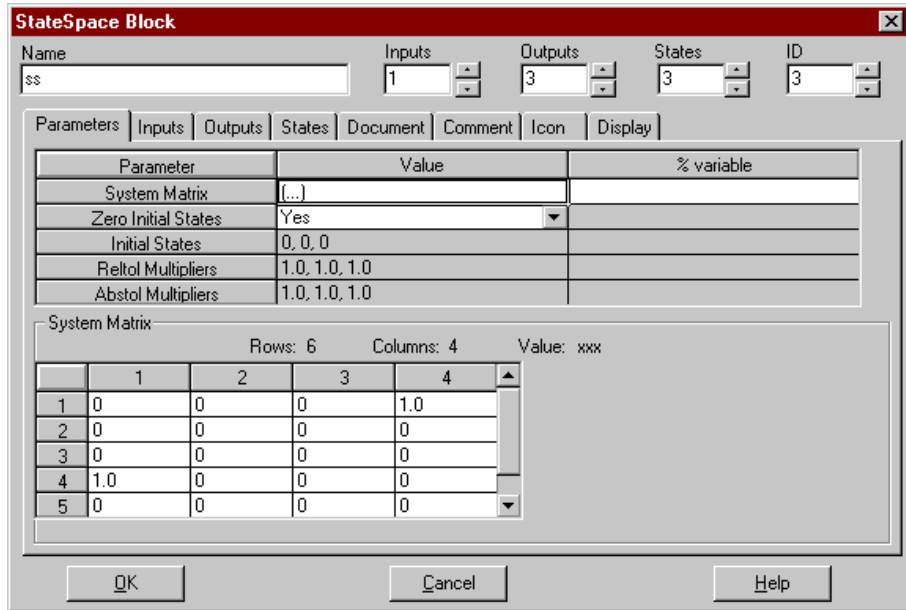 StateSpace Block
Name Inputs Outputs States ID
ss 1 3 3 3
Parameters Inputs Outputs States Document Comment Icon Display
Parameter Value % variable
System Matrix (...)
Zero Initial States Yes
Initial States 0, 0, 0
Reltol Multipliers 1.0, 1.0, 1.0
Abstol Multipliers 1.0, 1.0, 1.0
System Matrix
Rows: 6 Columns: 4 Value: xxx
1 2 3 4
1 0 0 0 1.0
2 0 0 0 0
3 0 0 0 0
4 1.0 0 0 0
5 0 0 0 0
OK Cancel Help